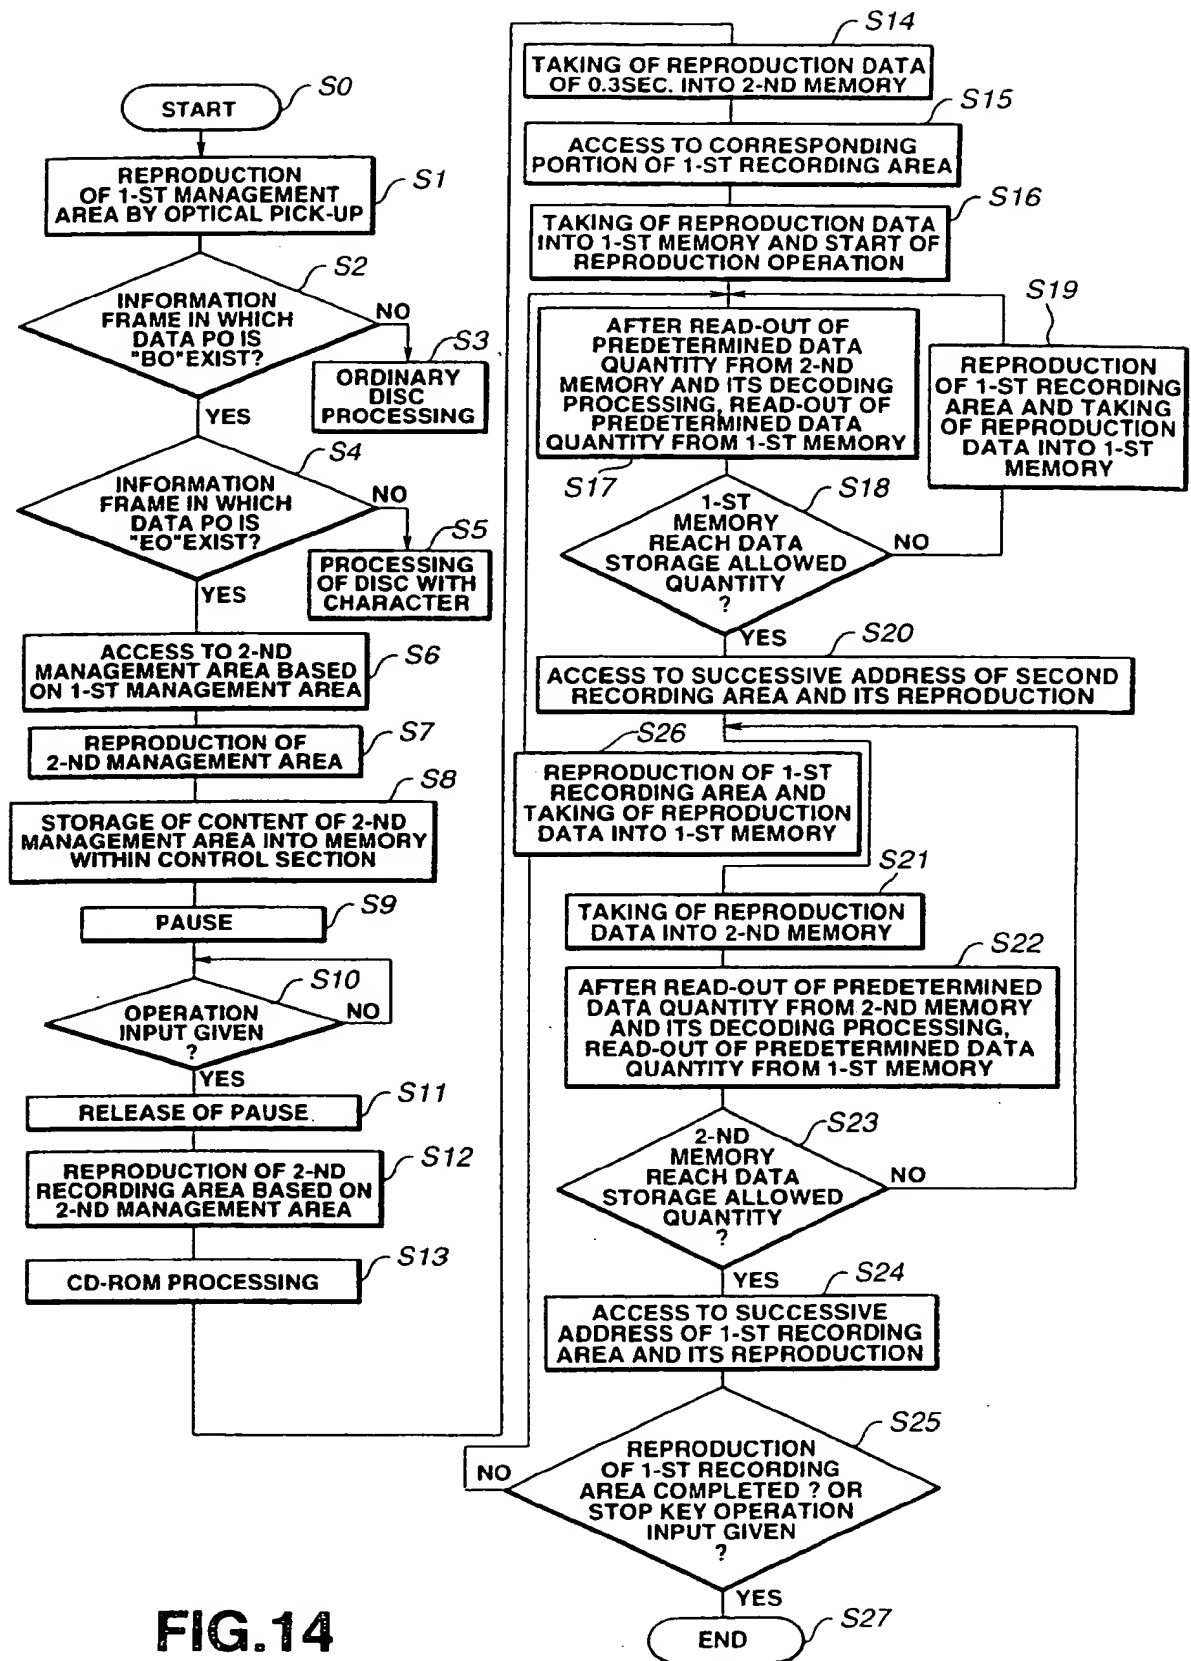 START
S0
REPRODUCTION
OF 1-ST MANAGEMENT
AREA BY OPTICAL PICK-UP
S1
S2
INFORMATION
FRAME IN WHICH
DATA PO IS
"BO"EXIST?
NO
YES
S3
ORDINARY
DISC
PROCESSING
S4
INFORMATION
FRAME IN WHICH
DATA PO IS
"EO"EXIST?
NO
YES
S5
PROCESSING
OF DISC WITH
CHARACTER
ACCESS TO 2-ND
MANAGEMENT AREA BASED
ON 1-ST MANAGEMENT AREA
S6
REPRODUCTION OF
2-ND MANAGEMENT AREA
S7
S8
STORAGE OF CONTENT OF 2-ND
MANAGEMENT AREA INTO MEMORY
WITHIN CONTROL SECTION
PAUSE
S9
S10
OPERATION
INPUT GIVEN
?
NO
YES
RELEASE OF PAUSE
S11
REPRODUCTION OF 2-ND
RECORDING AREA BASED ON
2-ND MANAGEMENT AREA
S12
CD-ROM PROCESSING
S13
S14
TAKING OF REPRODUCTION DATA
OF 0.3SEC. INTO 2-ND MEMORY
S15
ACCESS TO CORRESPONDING
PORTION OF 1-ST RECORDING AREA
S16
TAKING OF REPRODUCTION DATA
INTO 1-ST MEMORY AND START OF
REPRODUCTION OPERATION
AFTER READ-OUT OF
PREDETERMINED DATA
QUANTITY FROM 2-ND
MEMORY AND ITS DECODING
PROCESSING, READ-OUT OF
PREDETERMINED DATA
QUANTITY FROM 1-ST MEMORY
S17
S18
1-ST
MEMORY
REACH DATA
STORAGE ALLOWED
QUANTITY
?
NO
YES
S19
REPRODUCTION
OF 1-ST RECORDING
AREA AND TAKING
OF REPRODUCTION
DATA INTO 1-ST
MEMORY
S20
ACCESS TO SUCCESSIVE ADDRESS OF SECOND
RECORDING AREA AND ITS REPRODUCTION
S26
REPRODUCTION OF 1-ST
RECORDING AREA AND
TAKING OF REPRODUCTION
DATA INTO 1-ST MEMORY
S21
TAKING OF REPRODUCTION
DATA INTO 2-ND MEMORY
S22
AFTER READ-OUT OF PREDETERMINED
DATA QUANTITY FROM 2-ND MEMORY
AND ITS DECODING PROCESSING,
READ-OUT OF PREDETERMINED DATA
QUANTITY FROM 1-ST MEMORY
S23
2-ND
MEMORY
REACH DATA
STORAGE ALLOWED
QUANTITY
?
NO
YES
S24
ACCESS TO SUCCESSIVE
ADDRESS OF 1-ST RECORDING
AREA AND ITS REPRODUCTION
S25
REPRODUCTION
OF 1-ST RECORDING
AREA COMPLETED ? OR
STOP KEY OPERATION
INPUT GIVEN
?
NO
YES
END
S27
FIG.14